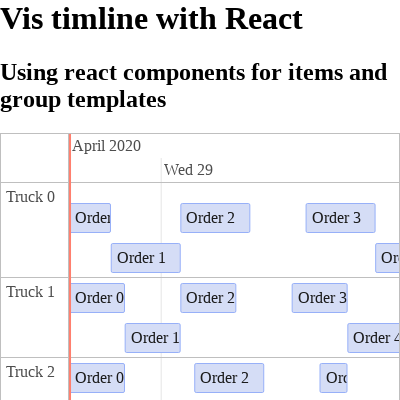 Vis timline with React
Using react components for items and
group templates
April 2020
Wed 29
Truck 0
Order 2
Order 3
Order 1
Truck 1
Order 0
Order 2
Order 3
Order 1
Order 4
Truck 2
Order 0
Order 2